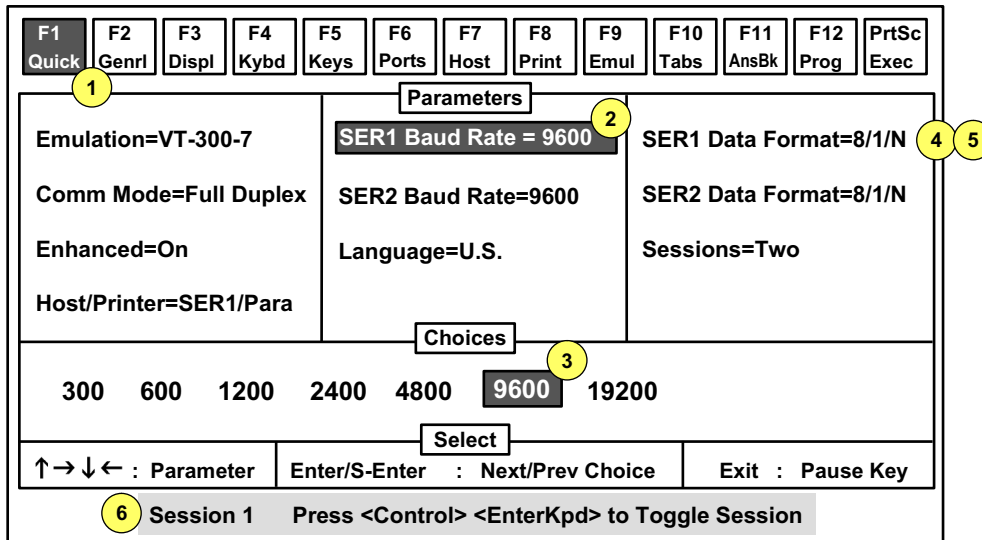 F1 F2 F3 F4 F5 F6 F7 F8 F9 F10 F11 F12 PrtSc
Quick Genrl Displ Kybd Keys Ports Host Print Emul Tabs AnsBk Prog Exec
1
Parameters
2
Emulation=VT-300-7 SER1 Baud Rate = 9600 SER1 Data Format=8/1/N 4 5
Comm Mode=Full Duplex SER2 Baud Rate=9600 SER2 Data Format=8/1/N
Enhanced=On Language=U.S. Sessions=Two
Host/Printer=SER1/Para
Choices
3
300 600 1200 2400 4800 9600 19200
Select
↑→↓← : Parameter Enter/S-Enter : Next/Prev Choice Exit : Pause Key
6 Session 1 Press <Control> <EnterKpd> to Toggle Session